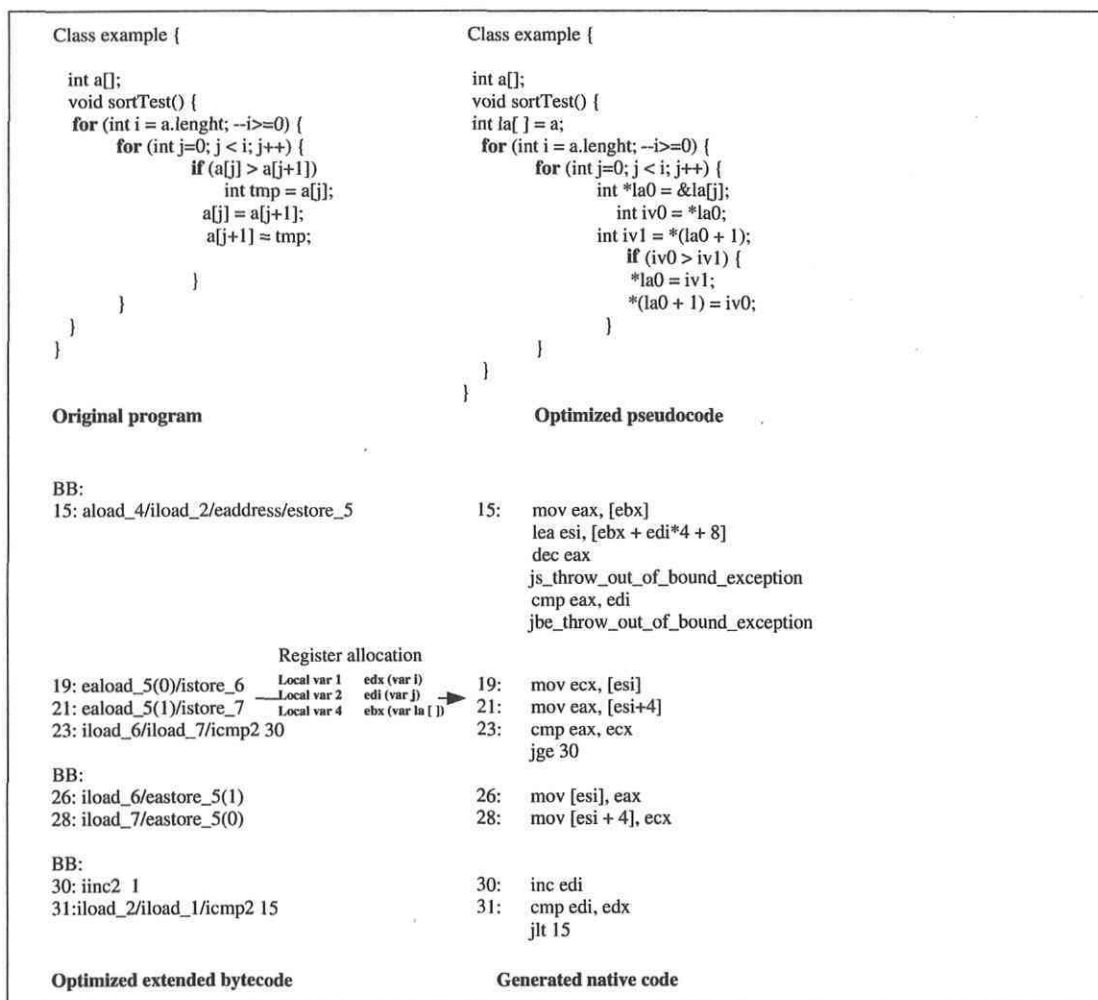 Class example {
int a[];
void sortTest() {
for (int i = a.lenght; --i>=0) {
for (int j=0; j < i; j++) {
if (a[j] > a[j+1])
int tmp = a[j];
a[j] = a[j+1];
a[j+1] = tmp;
}
}
}
}
Original program
Class example {
int a[];
void sortTest() {
int la[ ] = a;
for (int i = a.lenght; --i>=0) {
for (int j=0; j < i; j++) {
int *la0 = &la[j];
int iv0 = *la0;
int iv1 = *(la0 + 1);
if (iv0 > iv1) {
*la0 = iv1;
*(la0 + 1) = iv0;
}
}
}
}
Optimized pseudocode
BB:
15: aload_4/iload_2/eaddress/estore_5
19: eaload_5(0)/istore_6
21: eaload_5(1)/istore_7
23: iload_6/iload_7/icmp2 30
BB:
26: iload_6/eastore_5(1)
28: iload_7/eastore_5(0)
BB:
30: iinc2 1
31:iload_2/iload_1/icmp2 15
Optimized extended bytecode
Register allocation
Local var 1 edx (var i)
Local var 2 edi (var j)
Local var 4 ebx (var la [ ])
15: mov eax, [ebx]
lea esi, [ebx + edi*4 + 8]
dec eax
js_throw_out_of_bound_exception
cmp eax, edi
jbe_throw_out_of_bound_exception
19: mov ecx, [esi]
21: mov eax, [esi+4]
23: cmp eax, ecx
jge 30
26: mov [esi], eax
28: mov [esi + 4], ecx
30: inc edi
31: cmp edi, edx
jlt 15
Generated native code